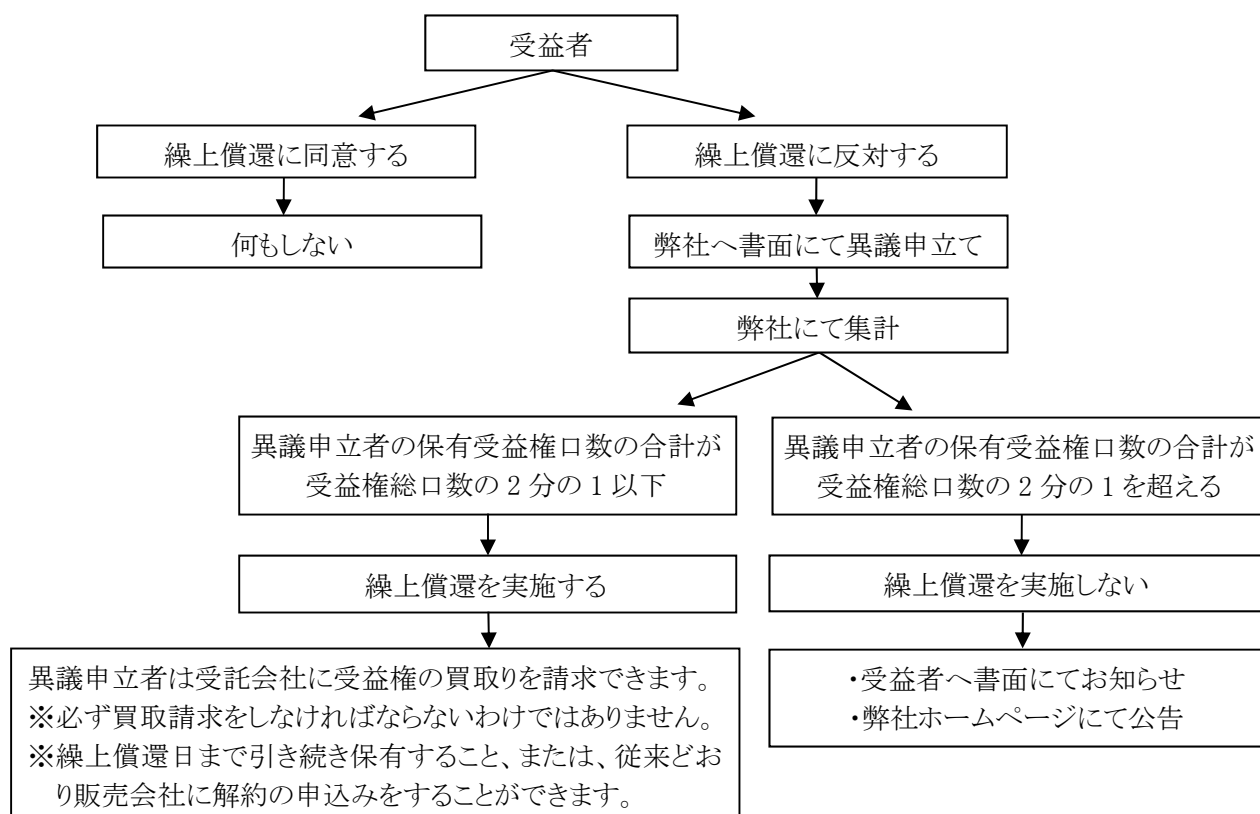 受益者
繰上償還に同意する
繰上償還に反対する
何もしない
弊社へ書面にて異議申立て
弊社にて集計
異議申立者の保有受益権口数の合計が
受益権総口数の2分の1以下
異議申立者の保有受益権口数の合計が
受益権総口数の2分の1を超える
繰上償還を実施する
繰上償還を実施しない
異議申立者は受託会社に受益権の買取りを請求できます。
※必ず買取請求をしなければならないわけではありません。
※繰上償還日まで引き続き保有すること、または、従来どお
り販売会社に解約の申込みをすることができます。
・受益者へ書面にてお知らせ
・弊社ホームページにて公告